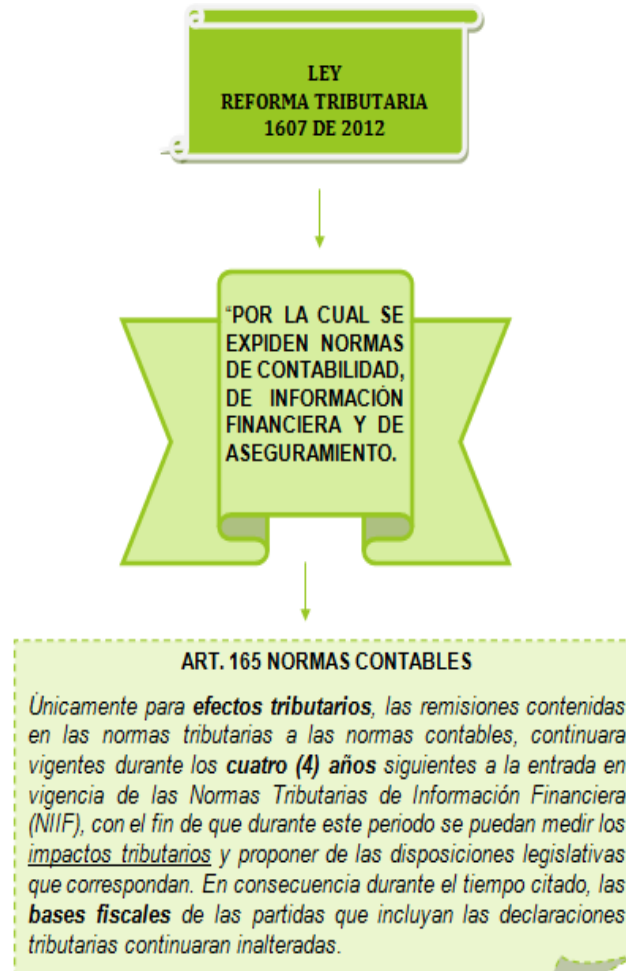 LEY
REFORMA TRIBUTARIA
1607 DE 2012
“POR LA CUAL SE
EXPIDEN NORMAS
DE CONTABILIDAD,
DE INFORMACIÓN
FINANCIERA Y DE
ASEGURAMIENTO.
ART. 165 NORMAS CONTABLES
Únicamente para efectos tributarios, las remisiones contenidas
en las normas tributarias a las normas contables, continuara
vigentes durante los cuatro (4) años siguientes a la entrada en
vigencia de las Normas Tributarias de Información Financiera
(NIIF), con el fin de que durante este periodo se puedan medir los
impactos tributarios y proponer de las disposiciones legislativas
que correspondan. En consecuencia durante el tiempo citado, las
bases fiscales de las partidas que incluyan las declaraciones
tributarias continuaran inalteradas.